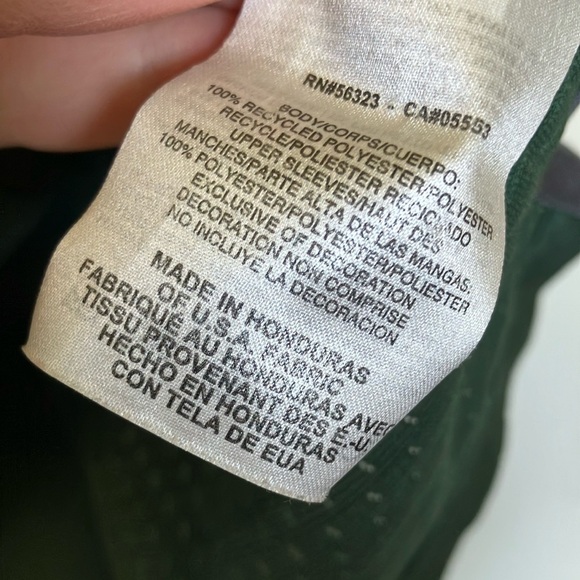 RN#56323 - CA#05553
BODY/CORPS/CUERPO:
100% RECYCLED POLYESTER/POLYESTER
RECYCLE/POLIESTER RECICLADO
UPPER SLEEVES/HAUT DES
MANCHES/PARTE ALTA DE LAS MANGAS:
100% POLYESTER/POLYESTER/POLIESTER
EXCLUSIVE OF DECORATION
DECORATION NON COMPRISE
NO INCLUYE LA DECORACION
MADE IN HONDURAS
OF U.S.A. FABRIC
FABRIQUÉ AU HONDURAS AVEC
TISSU PROVENANT DES É.-U.
HECHO EN HONDURAS
CON TELA DE EUA